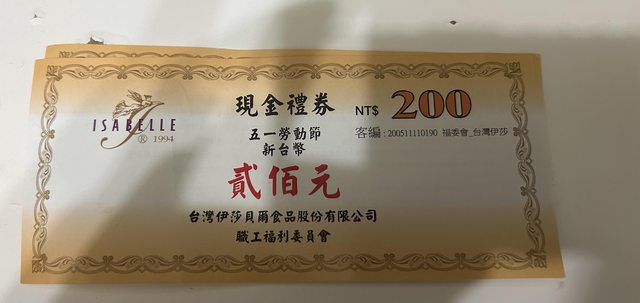 ISABELLE
® 1994
現金禮券
NT$ 200
五一勞動節
客編 : 200511110190 福委會_台灣伊莎
新台幣
貳佰元
台灣伊莎貝爾食品股份有限公司
職工福利委員會